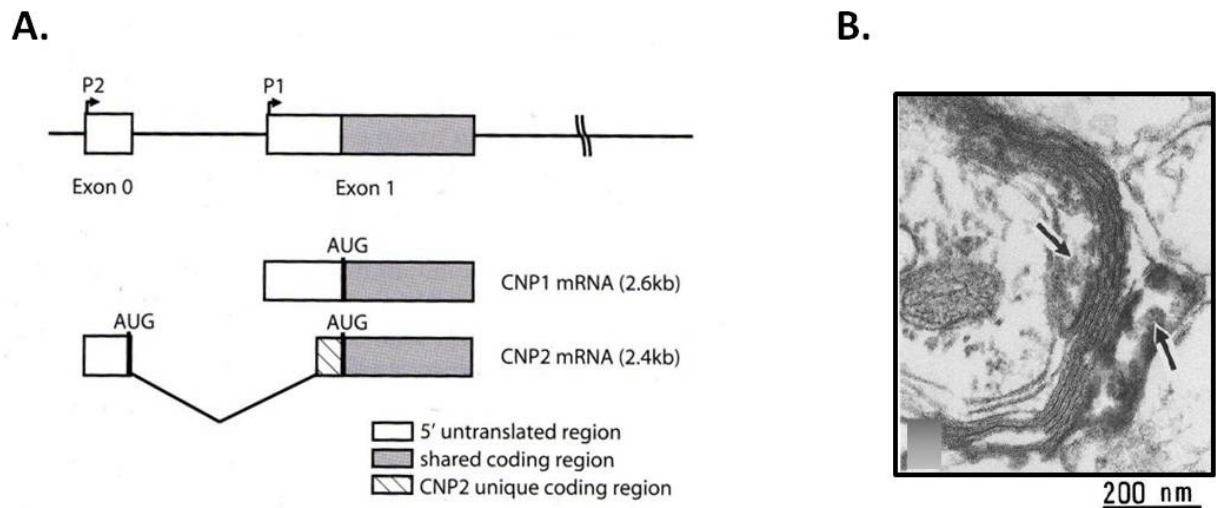 A.
B.
P2
P1
Exon 0
Exon 1
AUG
CNP1 mRNA (2.6kb)
AUG
AUG
CNP2 mRNA (2.4kb)
5' untranslated region
shared coding region
CNP2 unique coding region
200 nm